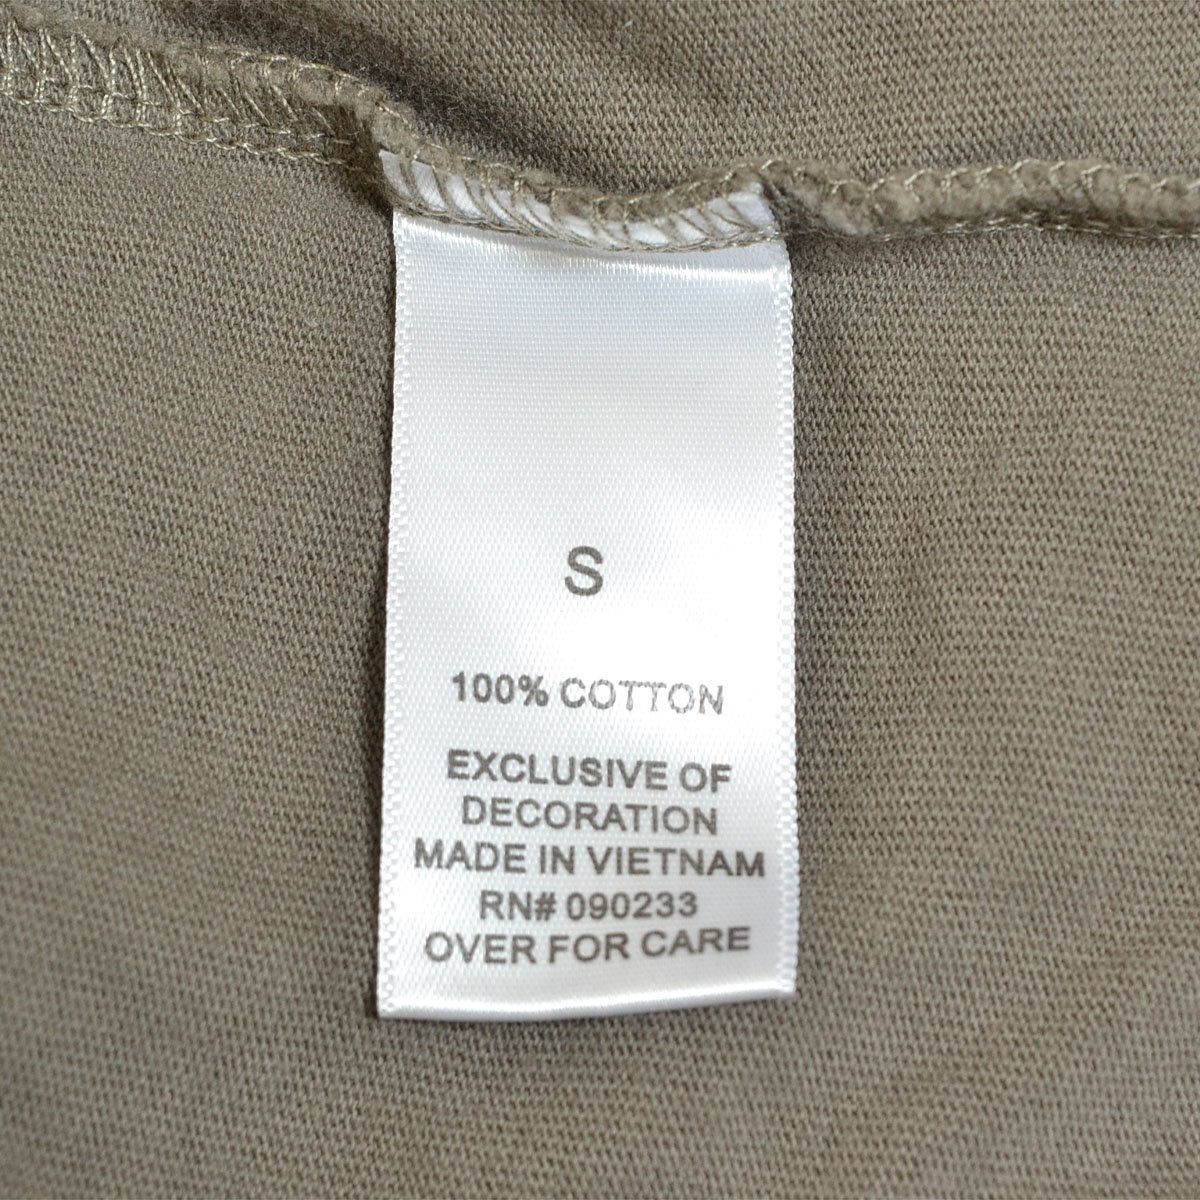 S
100% COTTON
EXCLUSIVE OF
DECORATION
MADE IN VIETNAM
RN# 090233
OVER FOR CARE